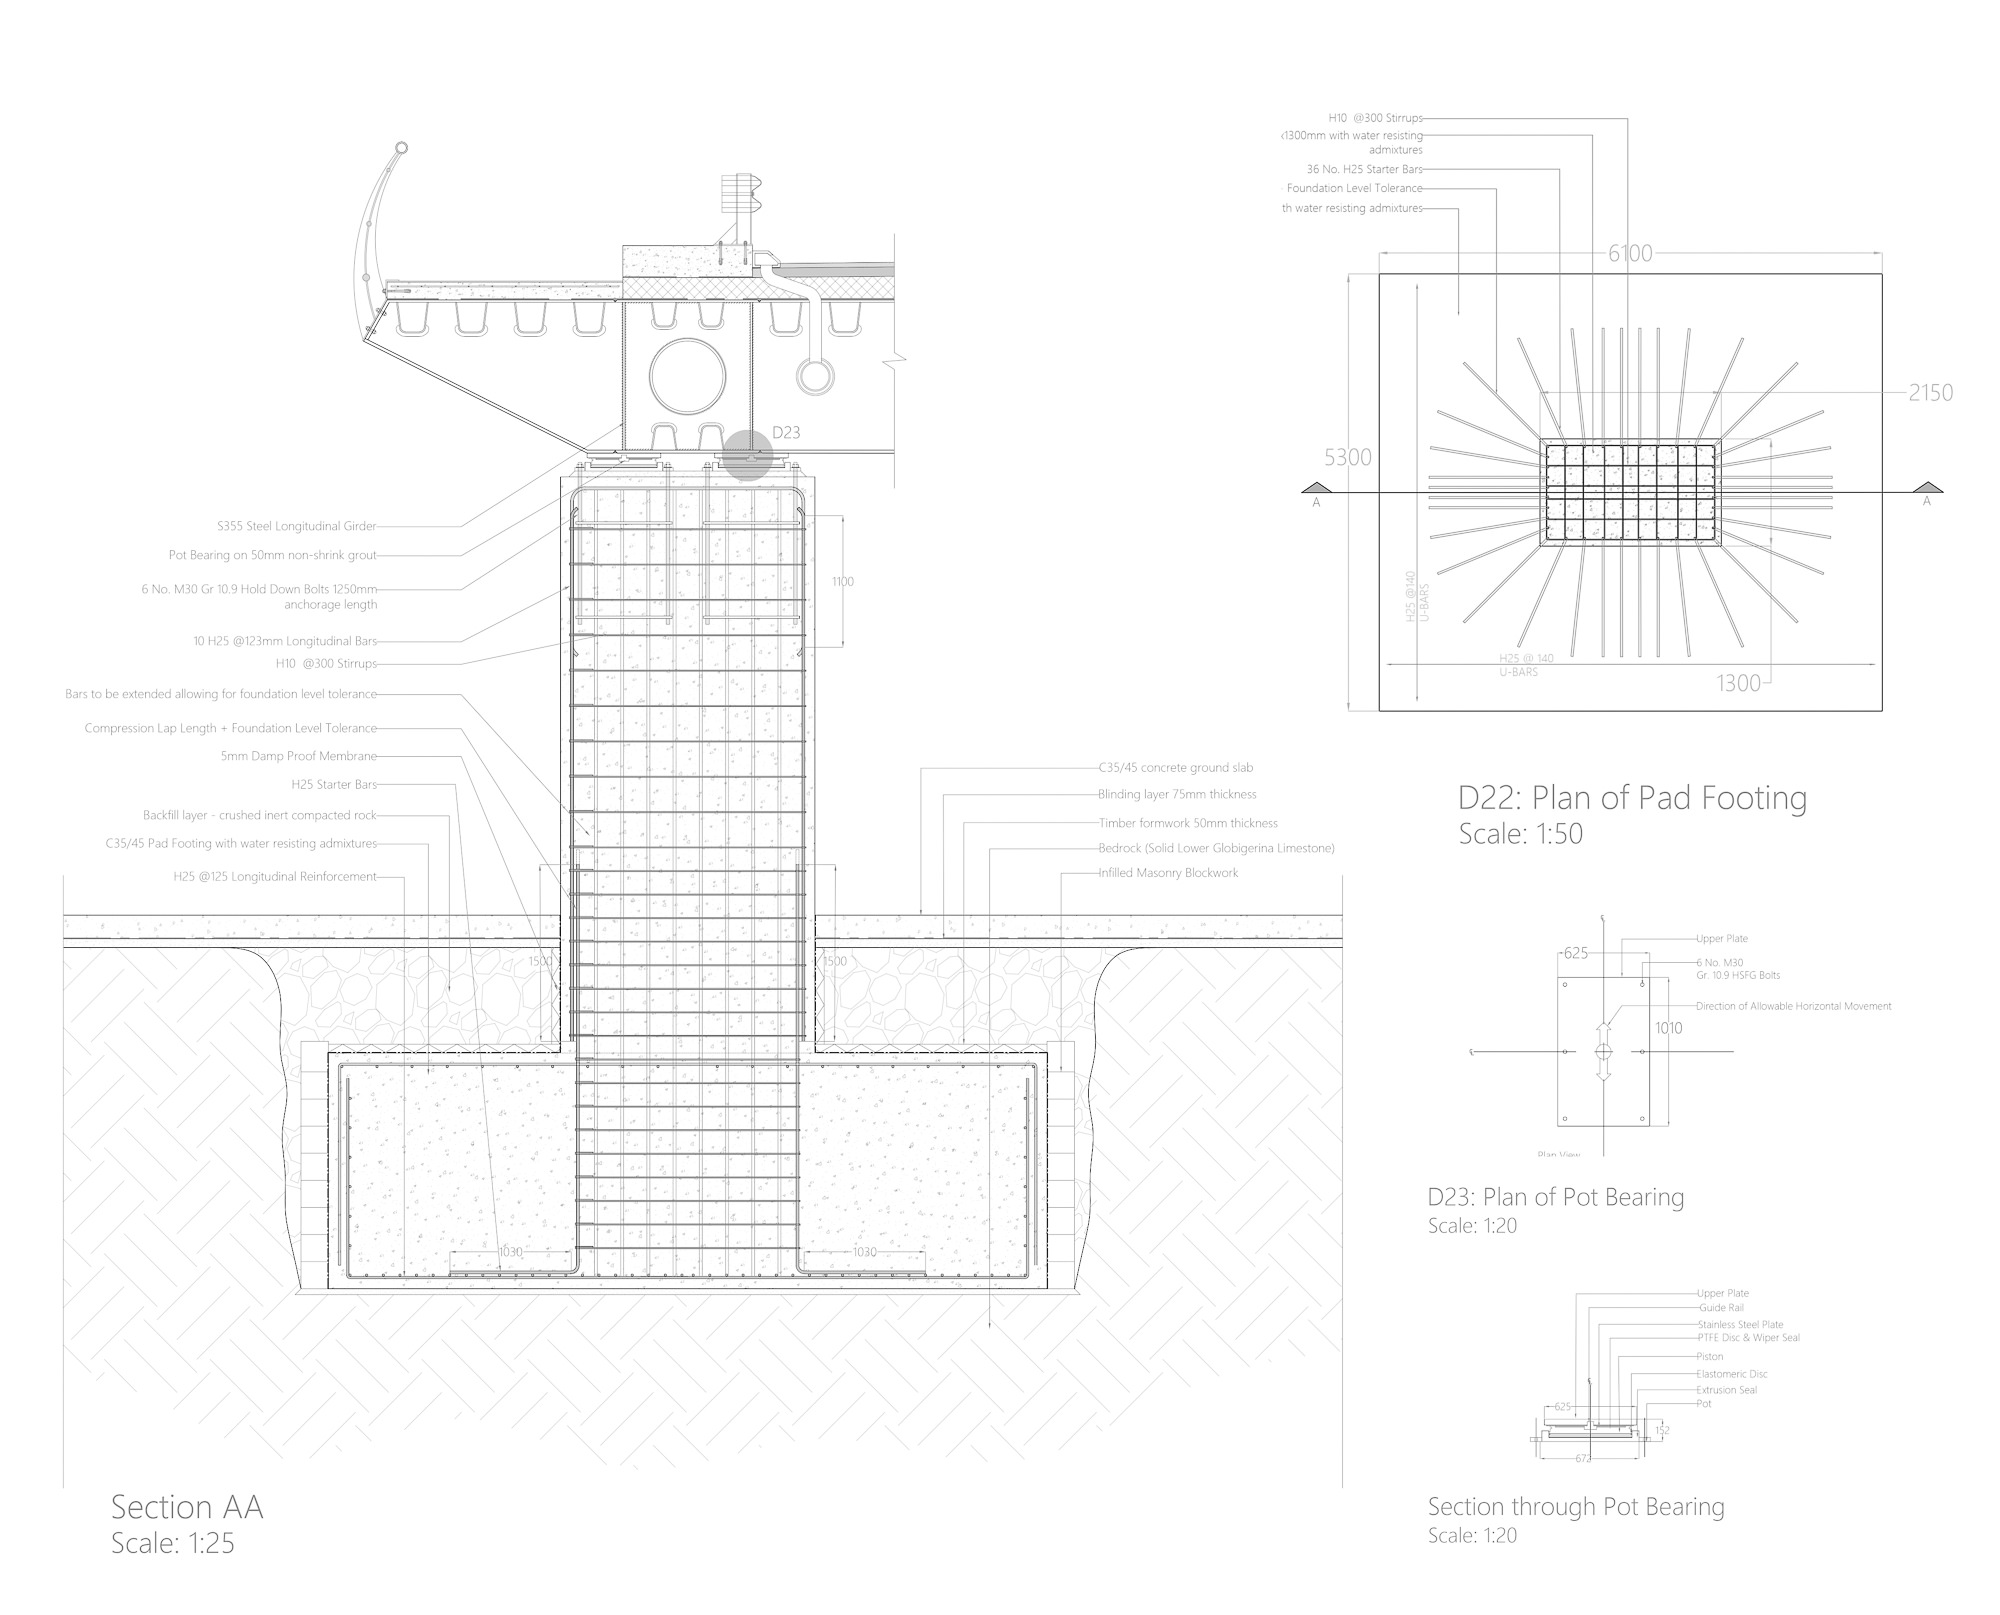 D23
S355 Steel Longitudinal Girder
Pot Bearing on 50mm non-shrink grout
6 No. M30 Gr 10.9 Hold Down Bolts 1250mm
anchorage length
10 H25 @123mm Longitudinal Bars
H10 @300 Stirrups
Bars to be extended allowing for foundation level tolerance
Compression Lap Length + Foundation Level Tolerance
5mm Damp Proof Membrane
H25 Starter Bars
Backfill layer - crushed inert compacted rock
C35/45 Pad Footing with water resisting admixtures
H25 @125 Longitudinal Reinforcement
1100
C35/45 concrete ground slab
Blinding layer 75mm thickness
Timber formwork 50mm thickness
Bedrock (Solid Lower Globigerina Limestone)
Infilled Masonry Blockwork
1500
1500
1030
1030
Section AA
Scale: 1:25
H10 @300 Stirrups
x1300mm with water resisting
admixtures
36 No. H25 Starter Bars
Foundation Level Tolerance
th water resisting admixtures
6100
2150
5300
A
A
H25 @140
U-BARS
H25 @ 140
U-BARS
1300
D22: Plan of Pad Footing
Scale: 1:50
625
Upper Plate
6 No. M30
Gr. 10.9 HSFG Bolts
Direction of Allowable Horizontal Movement
1010
Plan View
D23: Plan of Pot Bearing
Scale: 1:20
Upper Plate
Guide Rail
Stainless Steel Plate
PTFE Disc & Wiper Seal
Piston
Elastomeric Disc
Extrusion Seal
Pot
625
152
672
Section through Pot Bearing
Scale: 1:20